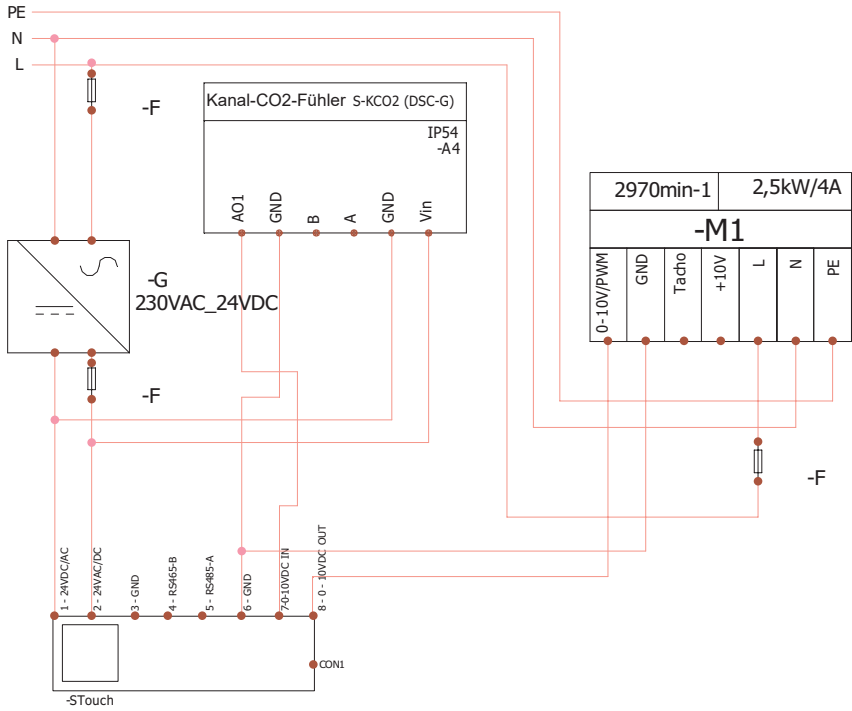 PE
N
L
-F
Kanal-CO2-Fühler S-KCO2 (DSC-G)
IP54
-A4
AO1
GND
B
A
GND
Vin
2970min-1
2,5kW/4A
-M1
0-10V/PWM
GND
Tacho
+10V
L
N
PE
-G
230VAC_24VDC
-F
-F
1 - 24VDC/AC
2 - 24VAC/DC
3 - GND
4 - RS465-B
5 - RS485-A
6 - GND
7-0-10VDC IN
8 - 0 - 10VDC OUT
CON1
-STouch